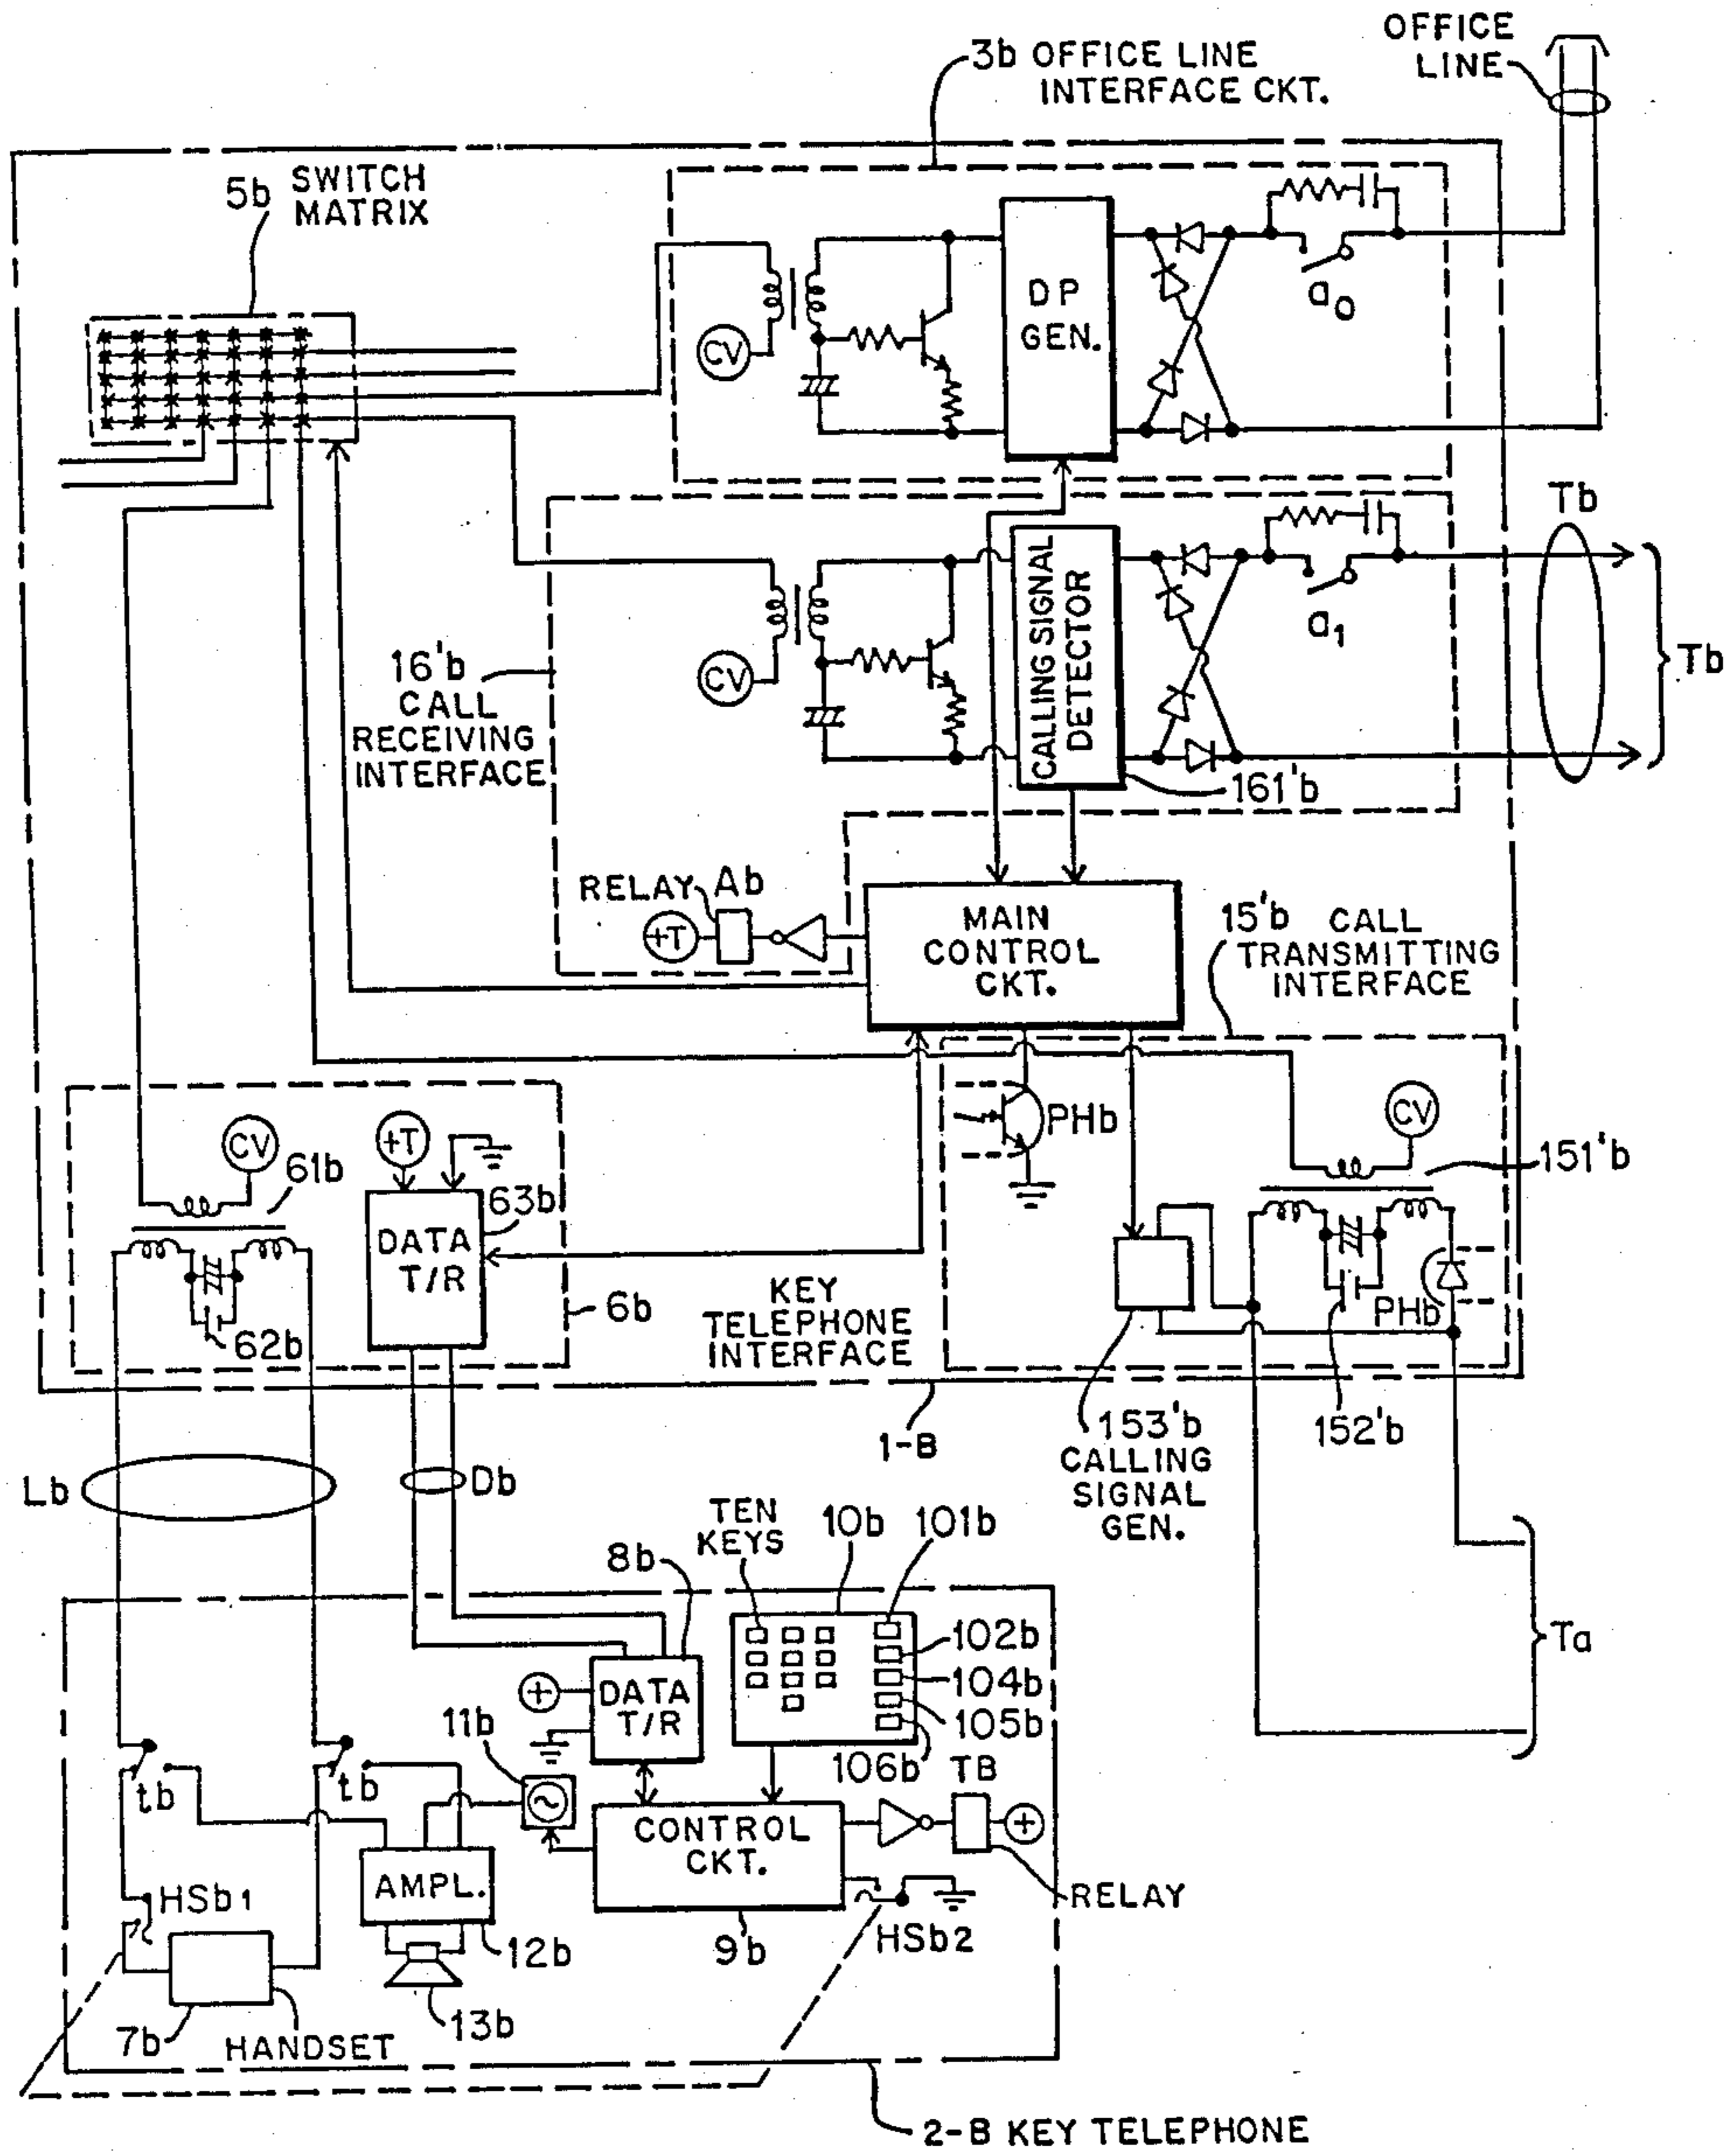 OFFICE
LINE
3b OFFICE LINE
INTERFACE CKT.
5b SWITCH
MATRIX
DP
GEN.
a0
CV
Tb
Tb
CALLING SIGNAL
DETECTOR
a1
CV
161'b
16'b
CALL
RECEIVING
INTERFACE
RELAY Ab
+T
MAIN
CONTROL
CKT.
15'b CALL
TRANSMITTING
INTERFACE
PHb
CV
151'b
CV
61b
+T
63b
DATA
T/R
62b
6b
KEY
TELEPHONE
INTERFACE
PHb
152'b
153'b
CALLING
SIGNAL
GEN.
1-B
Lb
Db
TEN
KEYS
10b
101b
8b
102b
104b
105b
106b
Ta
+
DATA
T/R
11b
tb
tb
TB
CONTROL
CKT.
+
RELAY
AMPL.
HSb1
HSb2
12b
9b
13b
7b
HANDSET
2-B KEY TELEPHONE